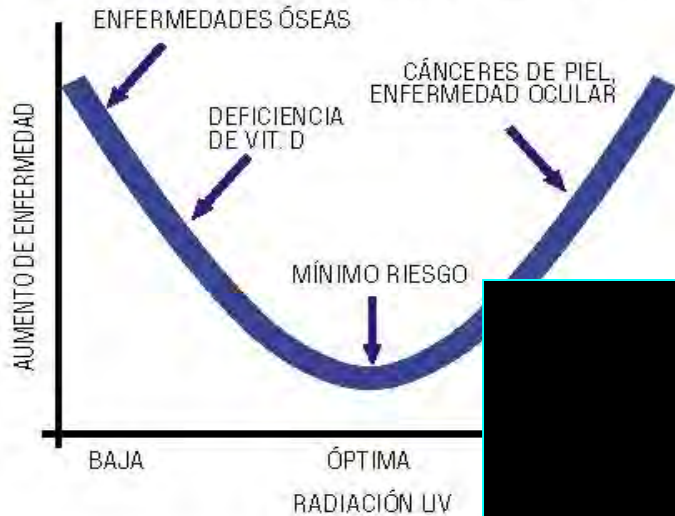 ENFERMEDADES ÓSEAS
CÁNCERES DE PIEL,
ENFERMEDAD OCULAR
DEFICIENCIA
DE VIT. D
AUMENTO DE ENFERMEDAD
MÍNIMO RIESGO
BAJA
ÓPTIMA
RADIACIÓN UV